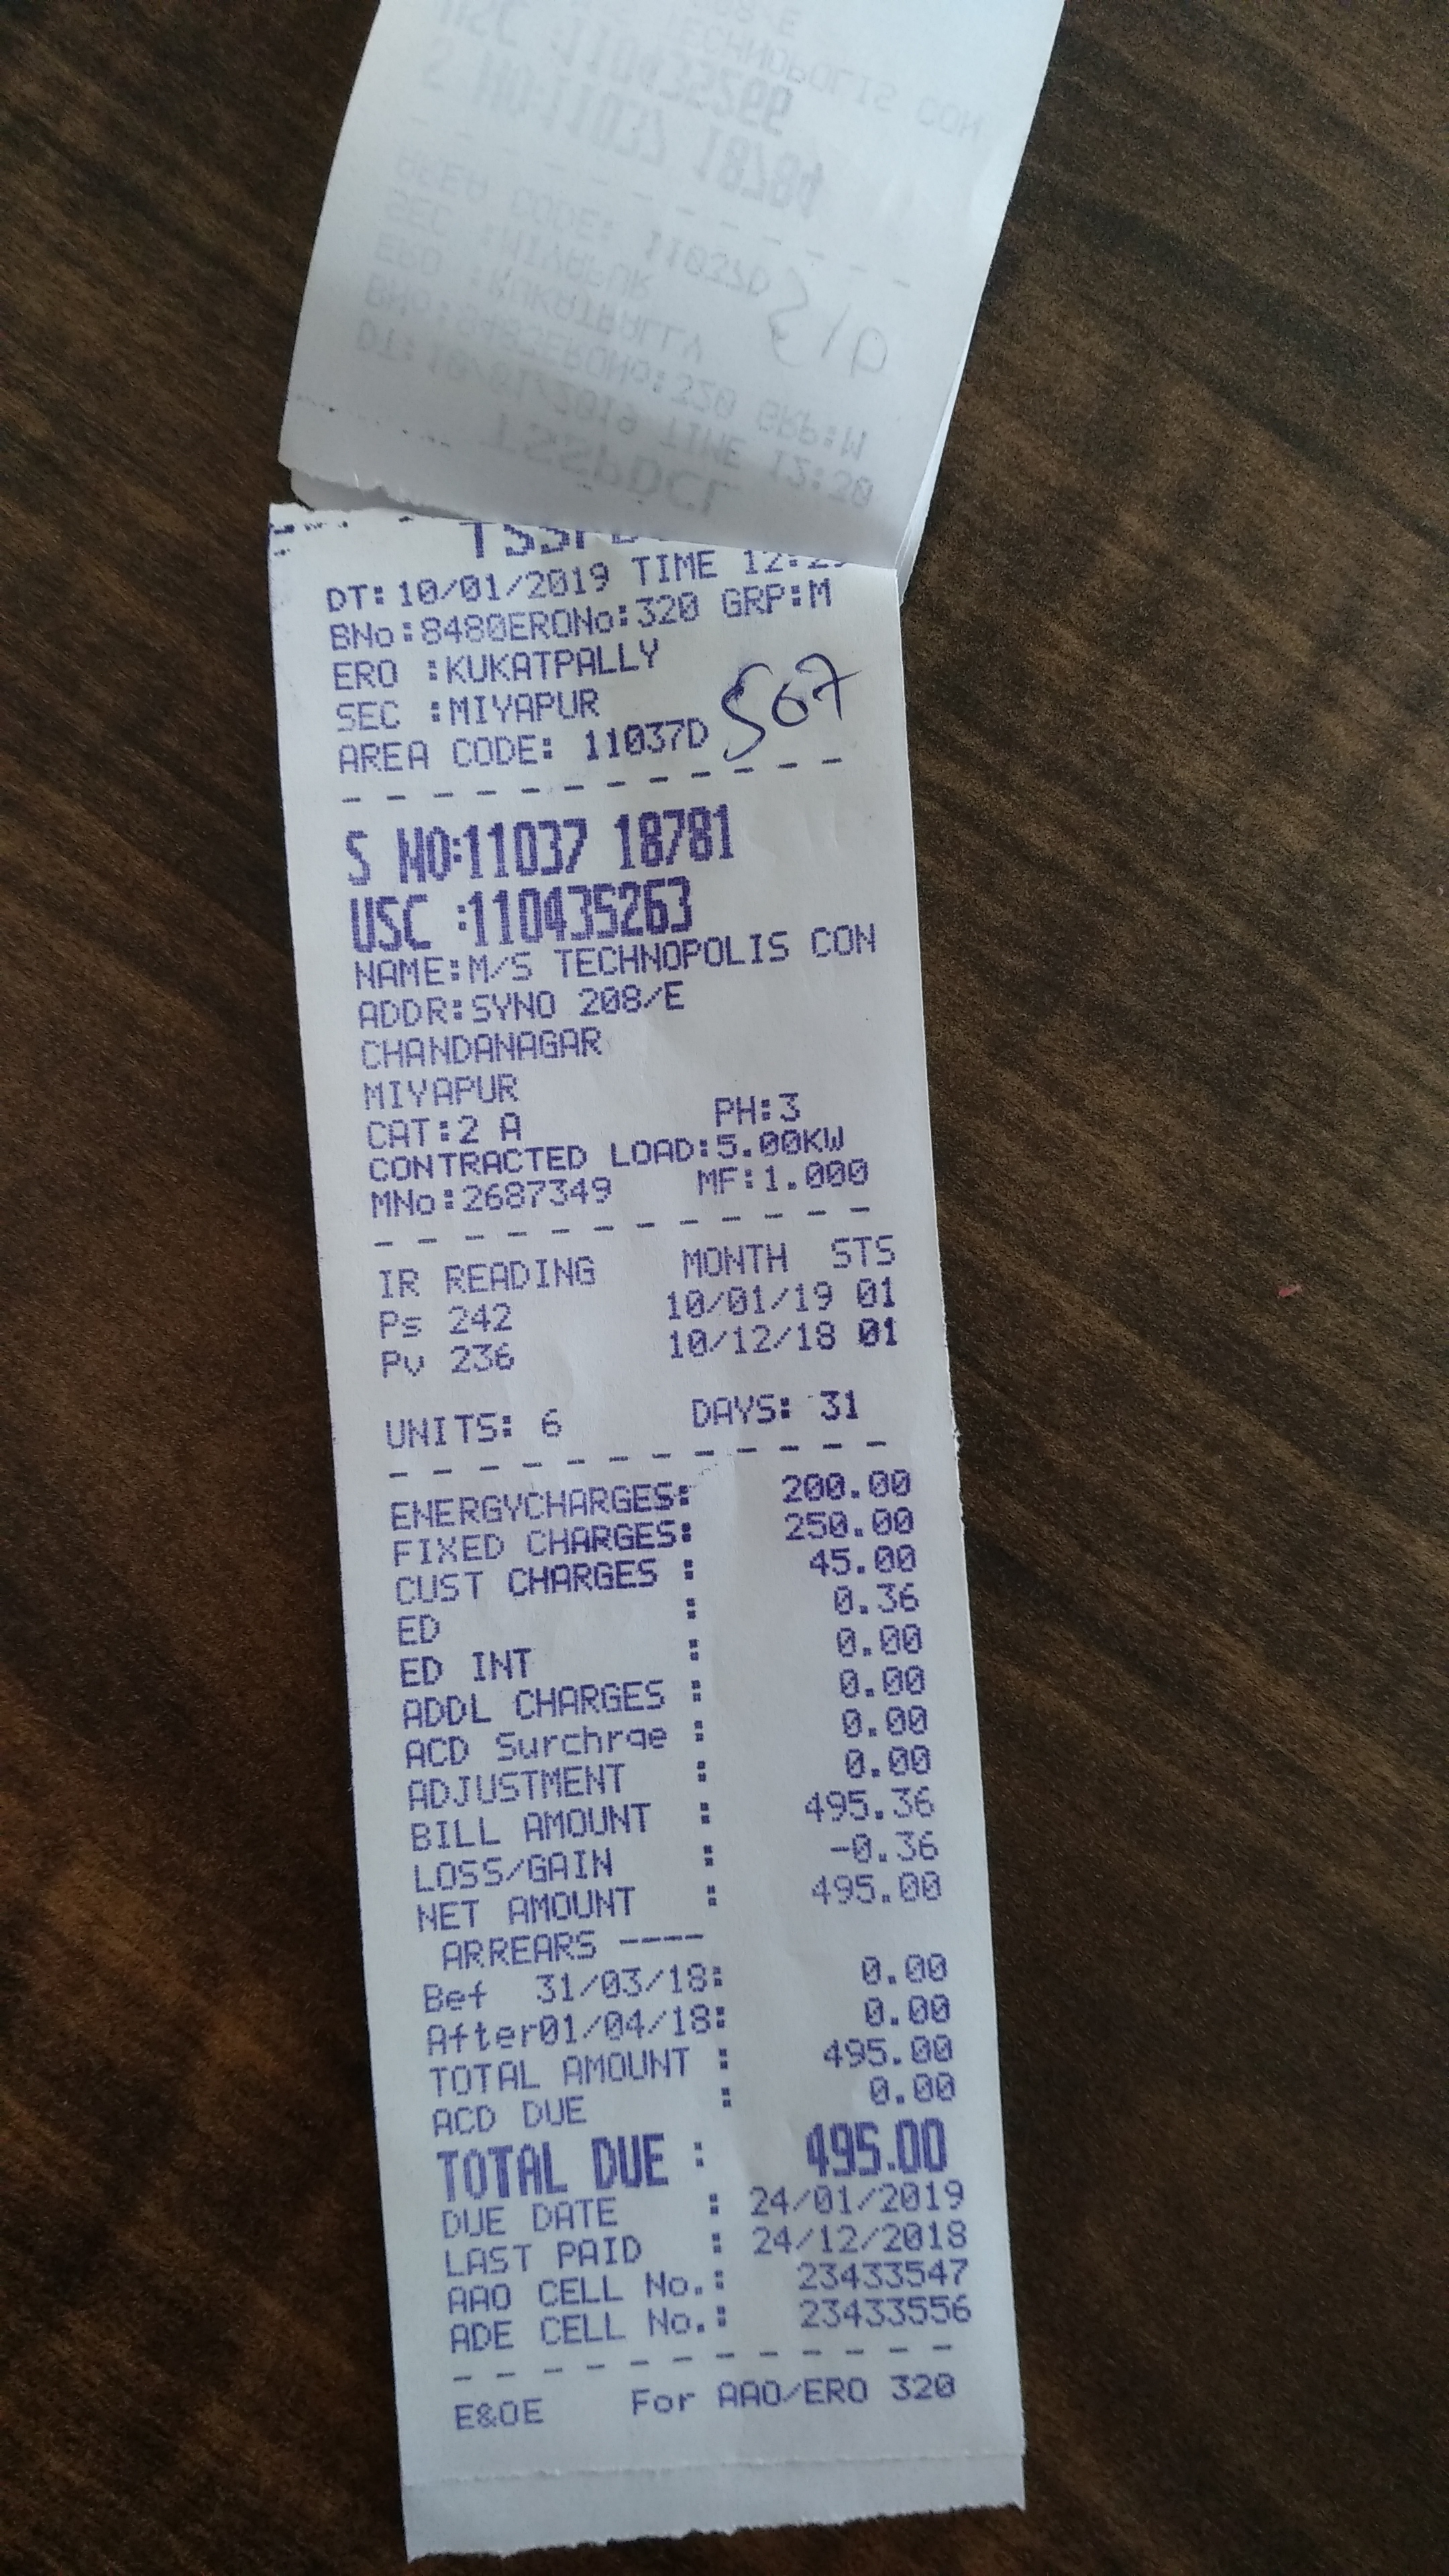 DT:10/01/2019 TIME
BNo:8480ERONo:320 GRP:M
ERO :KUKATPALLY
SEC :MIYAPUR
AREA CODE: 11037D
507
S NO:11037 18781
USC :110435263
NAME:M/S TECHNOPOLIS CON
ADDR:SYNO 208/E
CHANDANAGAR
MIYAPUR
CAT:2 A PH:3
CONTRACTED LOAD:5.00KW
MNo:2687349 MF:1.000
IR READING MONTH STS
Ps 242 10/01/19 01
Pv 236 10/12/18 01
UNITS: 6 DAYS: 31
ENERGYCHARGES: 200.00
FIXED CHARGES: 250.00
CUST CHARGES : 45.00
ED : 0.36
ED INT : 0.00
ADDL CHARGES : 0.00
ACD Surchrge : 0.00
ADJUSTMENT : 0.00
BILL AMOUNT : 495.36
LOSS/GAIN : -0.36
NET AMOUNT : 495.00
ARREARS ----
Bef 31/03/18: 0.00
After01/04/18: 0.00
TOTAL AMOUNT : 495.00
ACD DUE : 0.00
TOTAL DUE : 495.00
DUE DATE : 24/01/2019
LAST PAID : 24/12/2018
AAO CELL No.: 23433547
ADE CELL No.: 23433556
E&OE For AAO/ERO 320